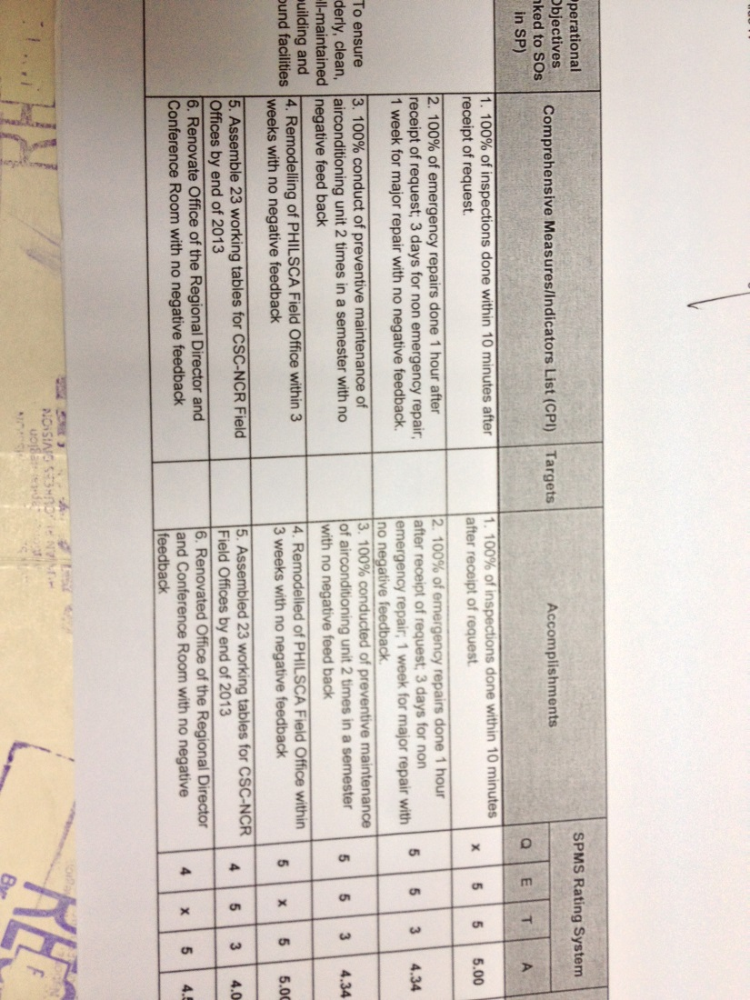 Objectives
to SOs
in SP)
Comprehensive Measures/Indicators List (CPI)
Targets
Accomplishments
SPMS Rating System
Q E T A
To ensure
clean,
building and
facilities
1. 100% of inspections done within 10 minutes after
receipt of request.
1. 100% of inspections done within 10 minutes
after receipt of request.
x 5 5 5.00
2. 100% of emergency repairs done 1 hour after
receipt of request; 3 days for non emergency repair;
1 week for major repair with no negative feedback.
2. 100% of emergency repairs done 1 hour
after receipt of request; 3 days for non
emergency repair; 1 week for major repair with
no negative feedback.
5 5 3 4.34
3. 100% conduct of preventive maintenance of
airconditioning unit 2 times in a semester with no
negative feed back
3. 100% conducted of preventive maintenance
of airconditioning unit 2 times in a semester
with no negative feed back
5 5 3 4.34
4. Remodelling of PHILSCA Field Office within 3
weeks with no negative feedback
4. Remodelled of PHILSCA Field Office within
3 weeks with no negative feedback
5 x 5 5.00
5. Assemble 23 working tables for CSC-NCR Field
Offices by end of 2013
5. Assembled 23 working tables for CSC-NCR
Field Offices by end of 2013
4 5 3 4.0
6. Renovate Office of the Regional Director and
Conference Room with no negative feedback
6. Renovated Office of the Regional Director
and Conference Room with no negative
feedback
4 x 5